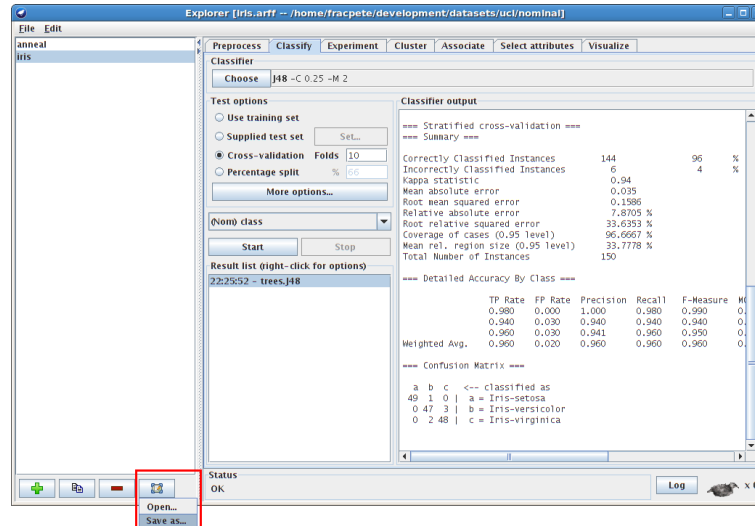 Explorer [iris.arff -- /home/fracpete/development/datasets/uci/nominal]
File Edit
anneal
iris
Preprocess Classify Experiment Cluster Associate Select attributes Visualize
Classifier
Choose J48 -C 0.25 -M 2
Test options
Use training set
Supplied test set Set...
Cross-validation Folds 10
Percentage split % 66
More options...
(Nom) class
Start Stop
Result list (right-click for options)
22:25:52 - trees.J48
Classifier output
=== Stratified cross-validation ===
=== Summary ===
Correctly Classified Instances 144 96 %
Incorrectly Classified Instances 6 4 %
Kappa statistic 0.94
Mean absolute error 0.035
Root mean squared error 0.1586
Relative absolute error 7.8705 %
Root relative squared error 33.6353 %
Coverage of cases (0.95 level) 96.6667 %
Mean rel. region size (0.95 level) 33.7778 %
Total Number of Instances 150
=== Detailed Accuracy By Class ===
TP Rate FP Rate Precision Recall F-Measure
0.980 0.000 1.000 0.980 0.990 0.
0.940 0.030 0.940 0.940 0.940 0.
0.960 0.030 0.941 0.960 0.950 0.
Weighted Avg. 0.960 0.020 0.960 0.960 0.960 0.
=== Confusion Matrix ===
a b c <-- classified as
49 1 0 | a = Iris-setosa
0 47 3 | b = Iris-versicolor
0 2 48 | c = Iris-virginica
Status
OK
Log x 0
Open...
Save as...